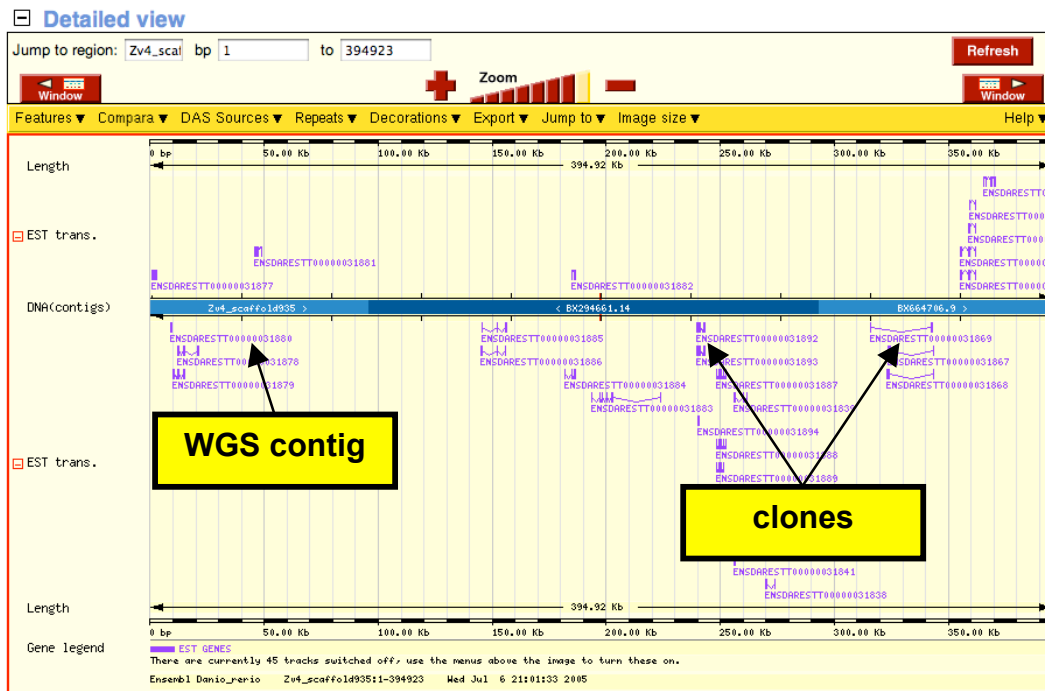 Detailed view
Jump to region: Zv4_scaf bp 1 to 394923 Refresh
Window Zoom Window
Features▼ Compara▼ DAS Sources▼ Repeats▼ Decorations▼ Export▼ Jump to▼ Image size▼ Help▼
0 bp 50.00 Kb 100.00 Kb 150.00 Kb 200.00 Kb 250.00 Kb 300.00 Kb 350.00 Kb
Length 394.92 Kb
ENSDARESTT0
ENSDARESTT000
EST trans.
ENSDARESTT000
ENSDARESTT00000031881 ENSDARESTT0000
ENSDARESTT00000031877 ENSDARESTT00000031882 ENSDARESTT0000
DNA(contigs) Zv4_scaffold935 > < BX294661.14 BX664706.9 >
ENSDARESTT00000031880 ENSDARESTT00000031885 ENSDARESTT00000031892 ENSDARESTT00000031869
ENSDARESTT00000031878 ENSDARESTT00000031886 ENSDARESTT00000031893 ENSDARESTT00000031867
ENSDARESTT00000031879 ENSDARESTT00000031884 ENSDARESTT00000031887 ENSDARESTT00000031868
ENSDARESTT00000031883
ENSDARESTT00000031894
WGS contig
EST trans.
ENSDARESTT00000031889
clones
ENSDARESTT00000031841
ENSDARESTT00000031838
Length 394.92 Kb
0 bp 50.00 Kb 100.00 Kb 150.00 Kb 200.00 Kb 250.00 Kb 300.00 Kb 350.00 Kb
Gene legend EST GENES
There are currently 45 tracks switched off, use the menus above the image to turn these on.
Ensembl Danio_rerio Zv4_scaffold935:1-394923 Wed Jul 6 21:01:33 2005